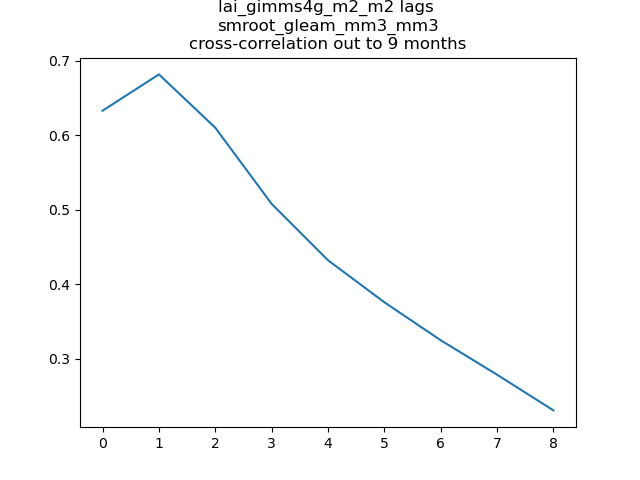 lai_gimms4g_m2_m2 lags
smroot_gleam_mm3_mm3
cross-correlation out to 9 months
0.7
0.6
0.5
0.4
0.3
0 1 2 3 4 5 6 7 8